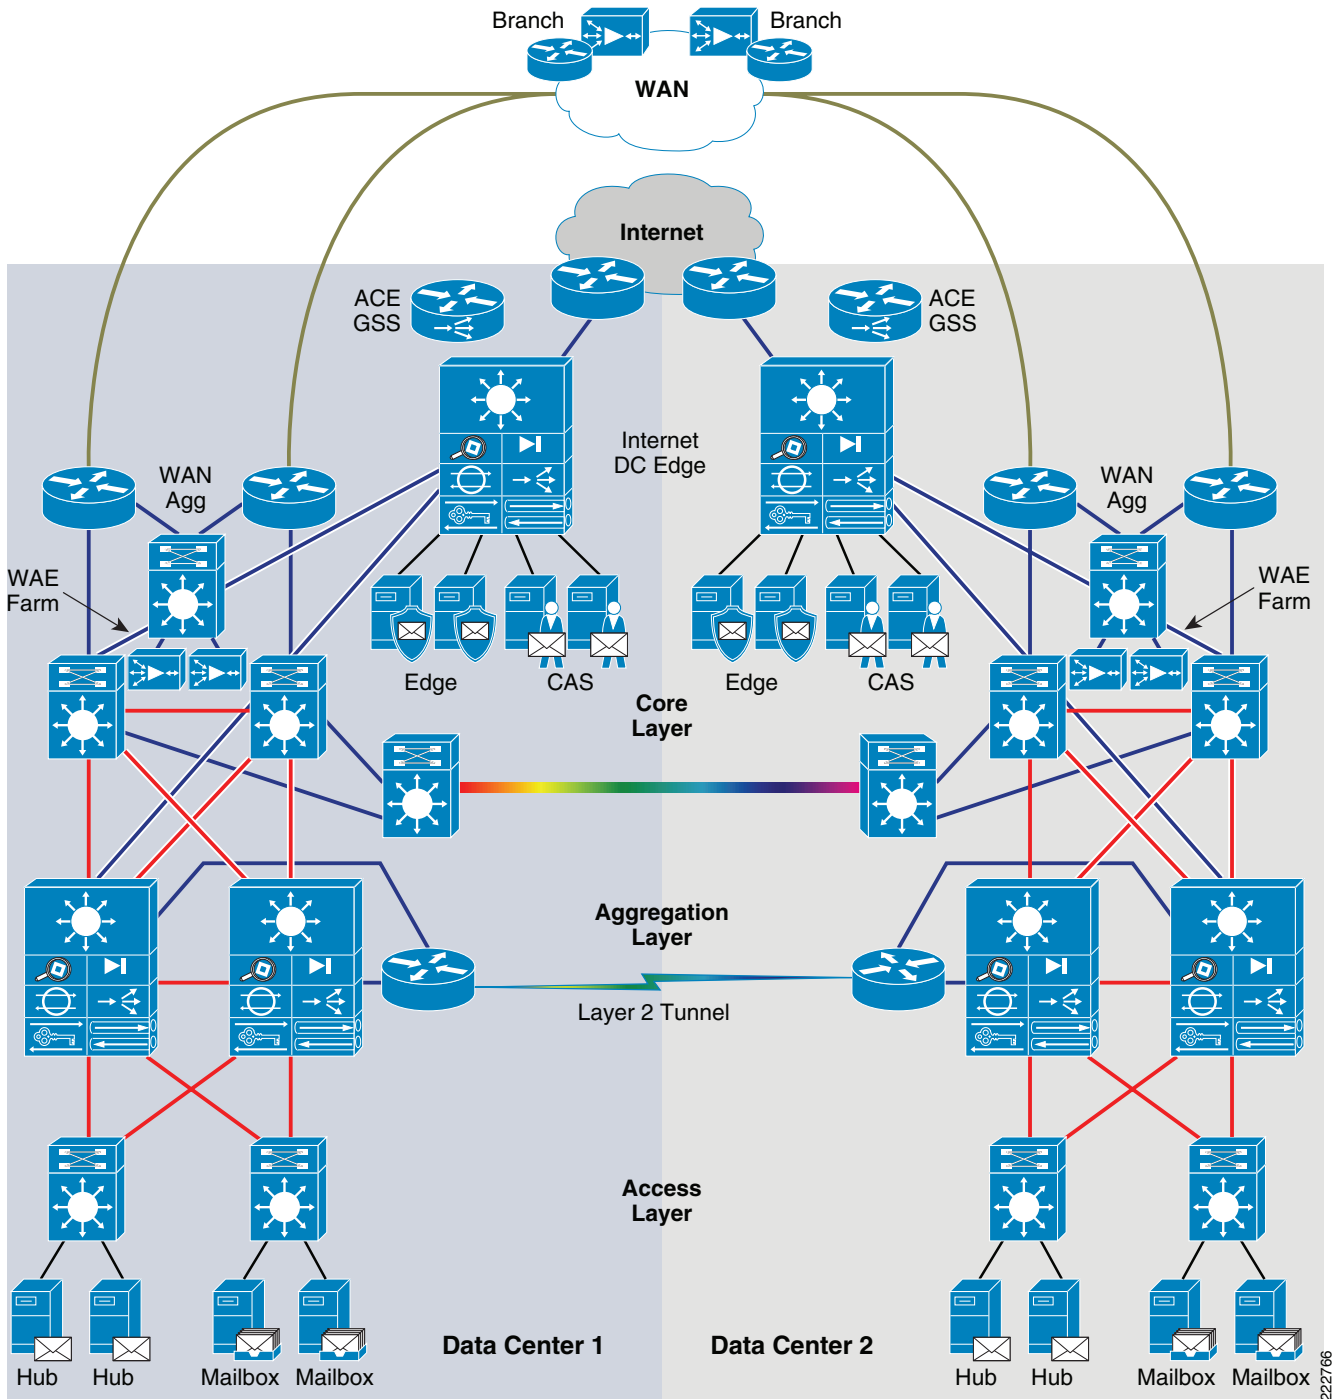 Branch
Branch
WAN
Internet
ACE
GSS
ACE
GSS
Internet
DC Edge
WAN
Agg
WAN
Agg
WAE
Farm
WAE
Farm
Edge
CAS
Edge
CAS
Core
Layer
Aggregation
Layer
Layer 2 Tunnel
Access
Layer
Data Center 1
Data Center 2
Hub
Hub
Mailbox
Mailbox
Hub
Hub
Mailbox
Mailbox
222766